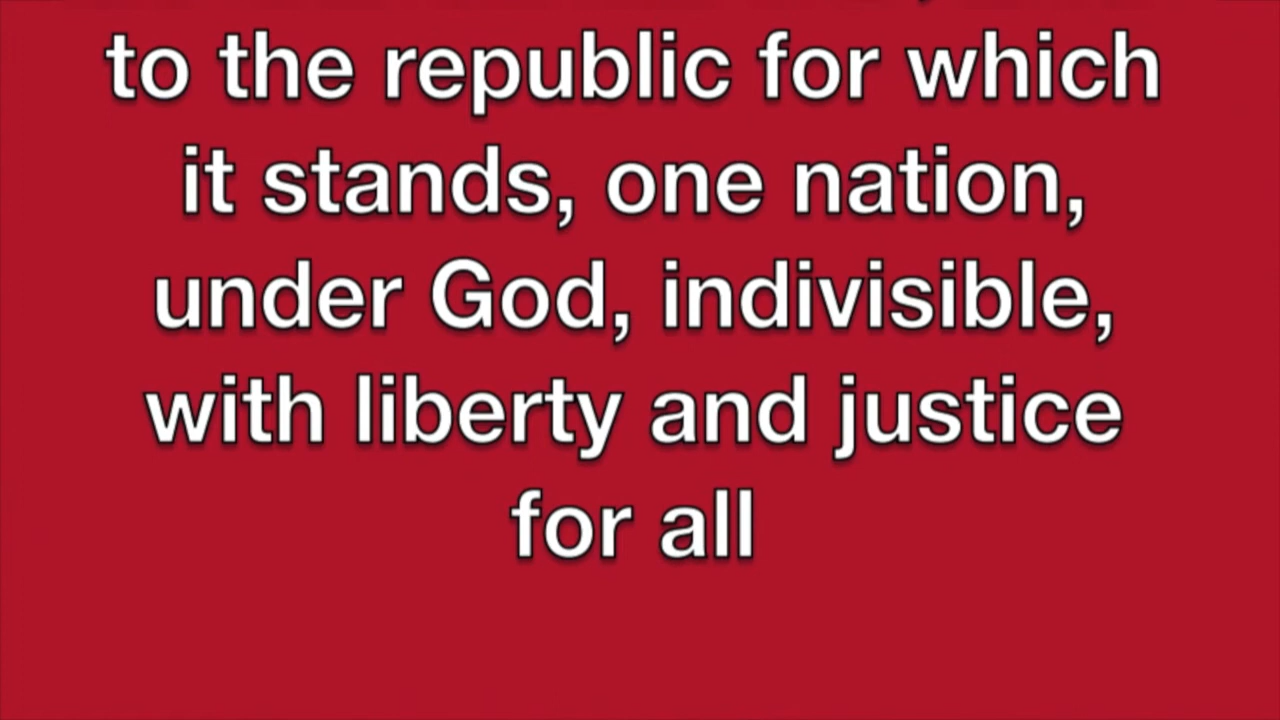 to the republic for which
it stands, one nation,
under God, indivisible,
with liberty and justice
for all